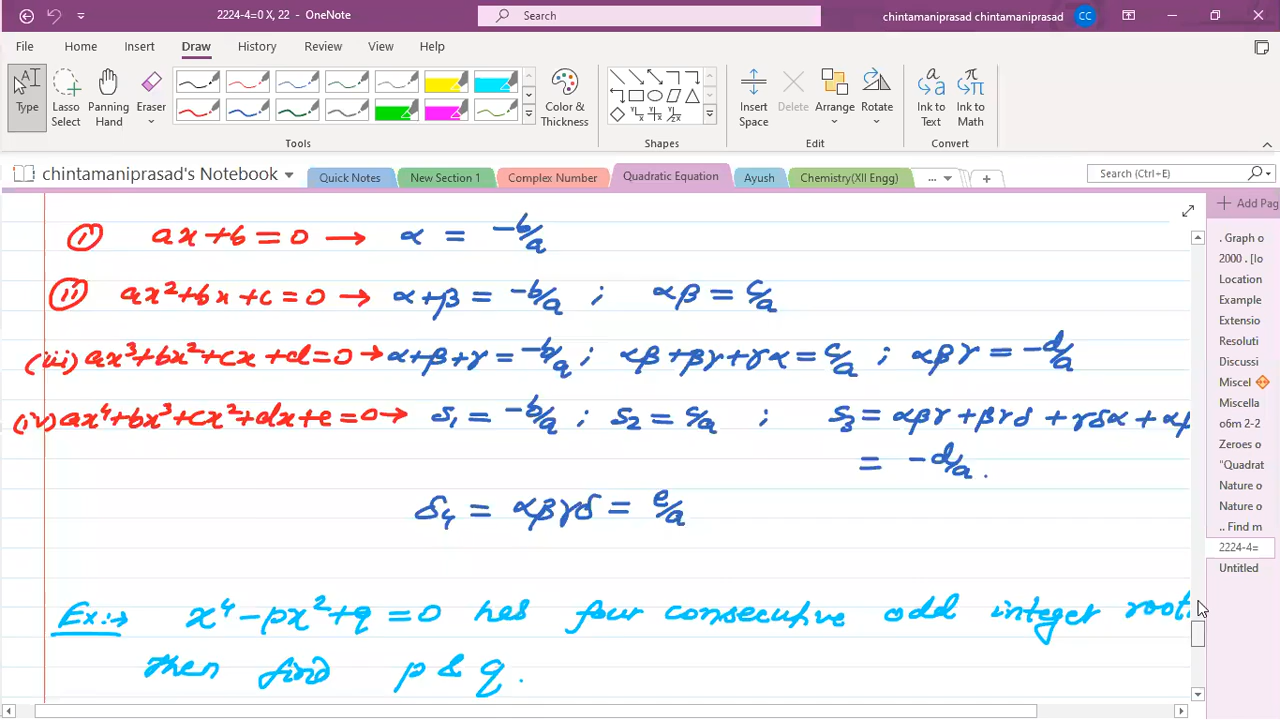 2224-4=0 X, 22 - OneNote
Search
chintamaniprasad chintamaniprasad CC
File Home Insert Draw History Review View Help
Type Lasso Select Panning Hand Eraser Color & Thickness Insert Space Delete Arrange Rotate Ink to Text Ink to Math
Tools Shapes Edit Convert
chintamaniprasad's Notebook Quick Notes New Section 1 Complex Number Quadratic Equation Ayush Chemistry(XII Engg) ... Search (Ctrl+E)
Add Pag
. Graph o
2000 . [lo
Location
Example
Extensio
Resoluti
Discussi
Miscel
Miscella
o6m 2-2
Zeroes o
"Quadrat
Nature o
Nature o
.. Find m
2224-4=
Untitled
(i) ax+b=0 → α = -b/a
(ii) ax²+bx+c=0 → α+β = -b/a ; αβ = c/a
(iii) ax³+bx²+cx+d=0 → α+β+γ = -b/a ; αβ+βγ+γα = c/a ; αβγ = -d/a
(iv) ax⁴+bx³+cx²+dx+e=0 → S₁ = -b/a ; S₂ = c/a ; S₃ = αβγ+βγδ+γδα+αβ
= -d/a .
S₄ = αβγδ = e/a
Ex:→ x⁴-px²+q=0 has four consecutive odd integer root
then find p & q.